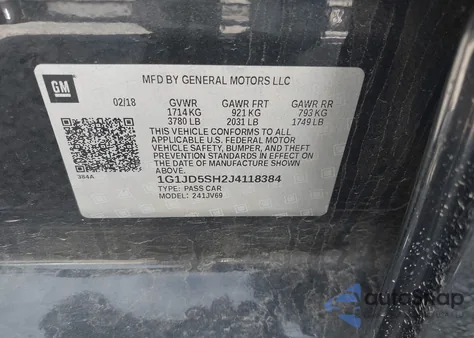 GM
MFD BY GENERAL MOTORS LLC
02/18 GVWR GAWR FRT GAWR RR
1714 KG 921 KG 793 KG
3780 LB 2031 LB 1749 LB
THIS VEHICLE CONFORMS TO ALL
APPLICABLE U.S. FEDERAL MOTOR
VEHICLE SAFETY, BUMPER, AND THEFT
PREVENTION STANDARDS IN EFFECT ON
THE DATE OF MANUFACTURE SHOWN
ABOVE.
384A
1G1JD5SH2J4118384
TYPE: PASS CAR
MODEL: 241JV69
autoSnap